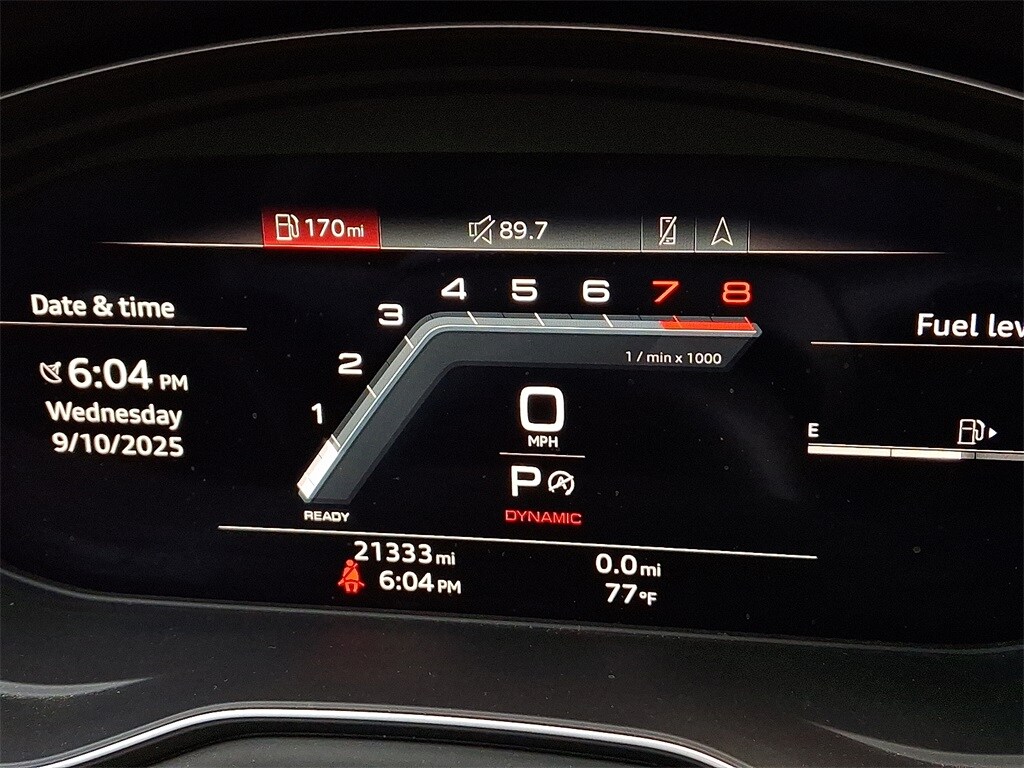 170 mi
89.7
Date & time
6:04 PM
Wednesday
9/10/2025
1 2 3 4 5 6 7 8
1 / min x 1000
0
MPH
P A
DYNAMIC
READY
21333 mi
6:04 PM
0.0 mi
77°F
Fuel lev
E